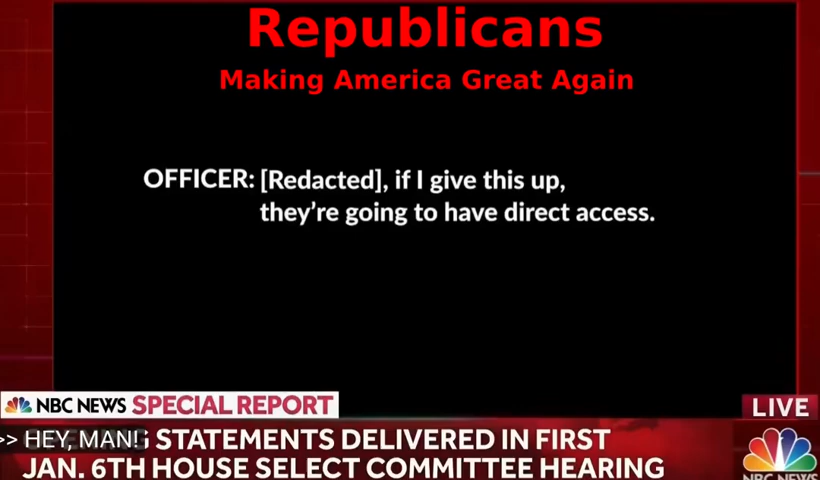 Republicans
Making America Great Again
OFFICER: [Redacted], if I give this up,
they're going to have direct access.
NBC NEWS SPECIAL REPORT
LIVE
>> HEY, MAN!
STATEMENTS DELIVERED IN FIRST
JAN. 6TH HOUSE SELECT COMMITTEE HEARING
NBC NEWS